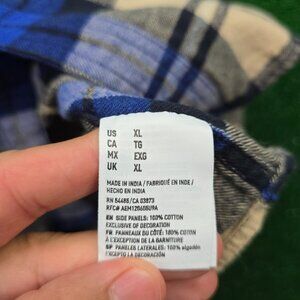 US XL
CA TG
MX EXG
UK XL
MADE IN INDIA / FABRIQUÉ EN INDE /
HECHO EN INDIA
RN 54485/CA 03873
RFC# AEM1206058U9A
EN SIDE PANELS: 100% COTTON
EXCLUSIVE OF DECORATION
FR PANNEAUX DU CÔTÉ: 100% COTON
À L'EXCEPTION DE LA GARNITURE
SP PANELES LATERALES: 100% algodón
EXCEPTO LA DECORACIÓN